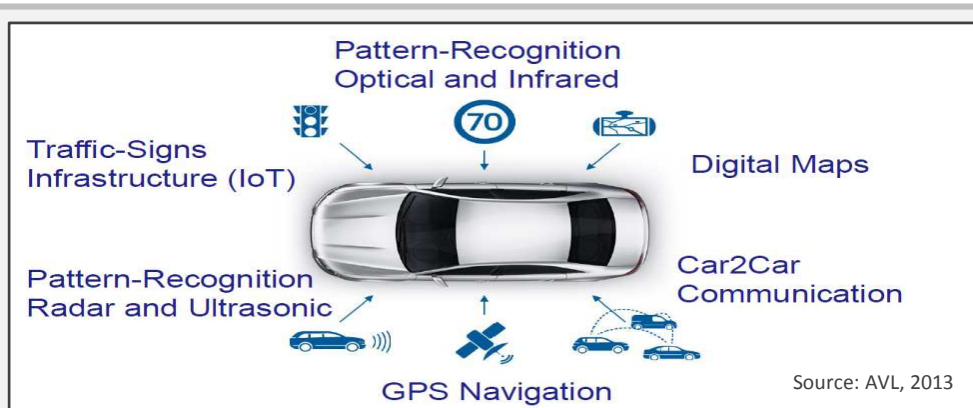 Pattern-Recognition
Optical and Infrared
70
Traffic-Signs
Infrastructure (IoT)
Digital Maps
Pattern-Recognition
Radar and Ultrasonic
Car2Car
Communication
GPS Navigation
Source: AVL, 2013